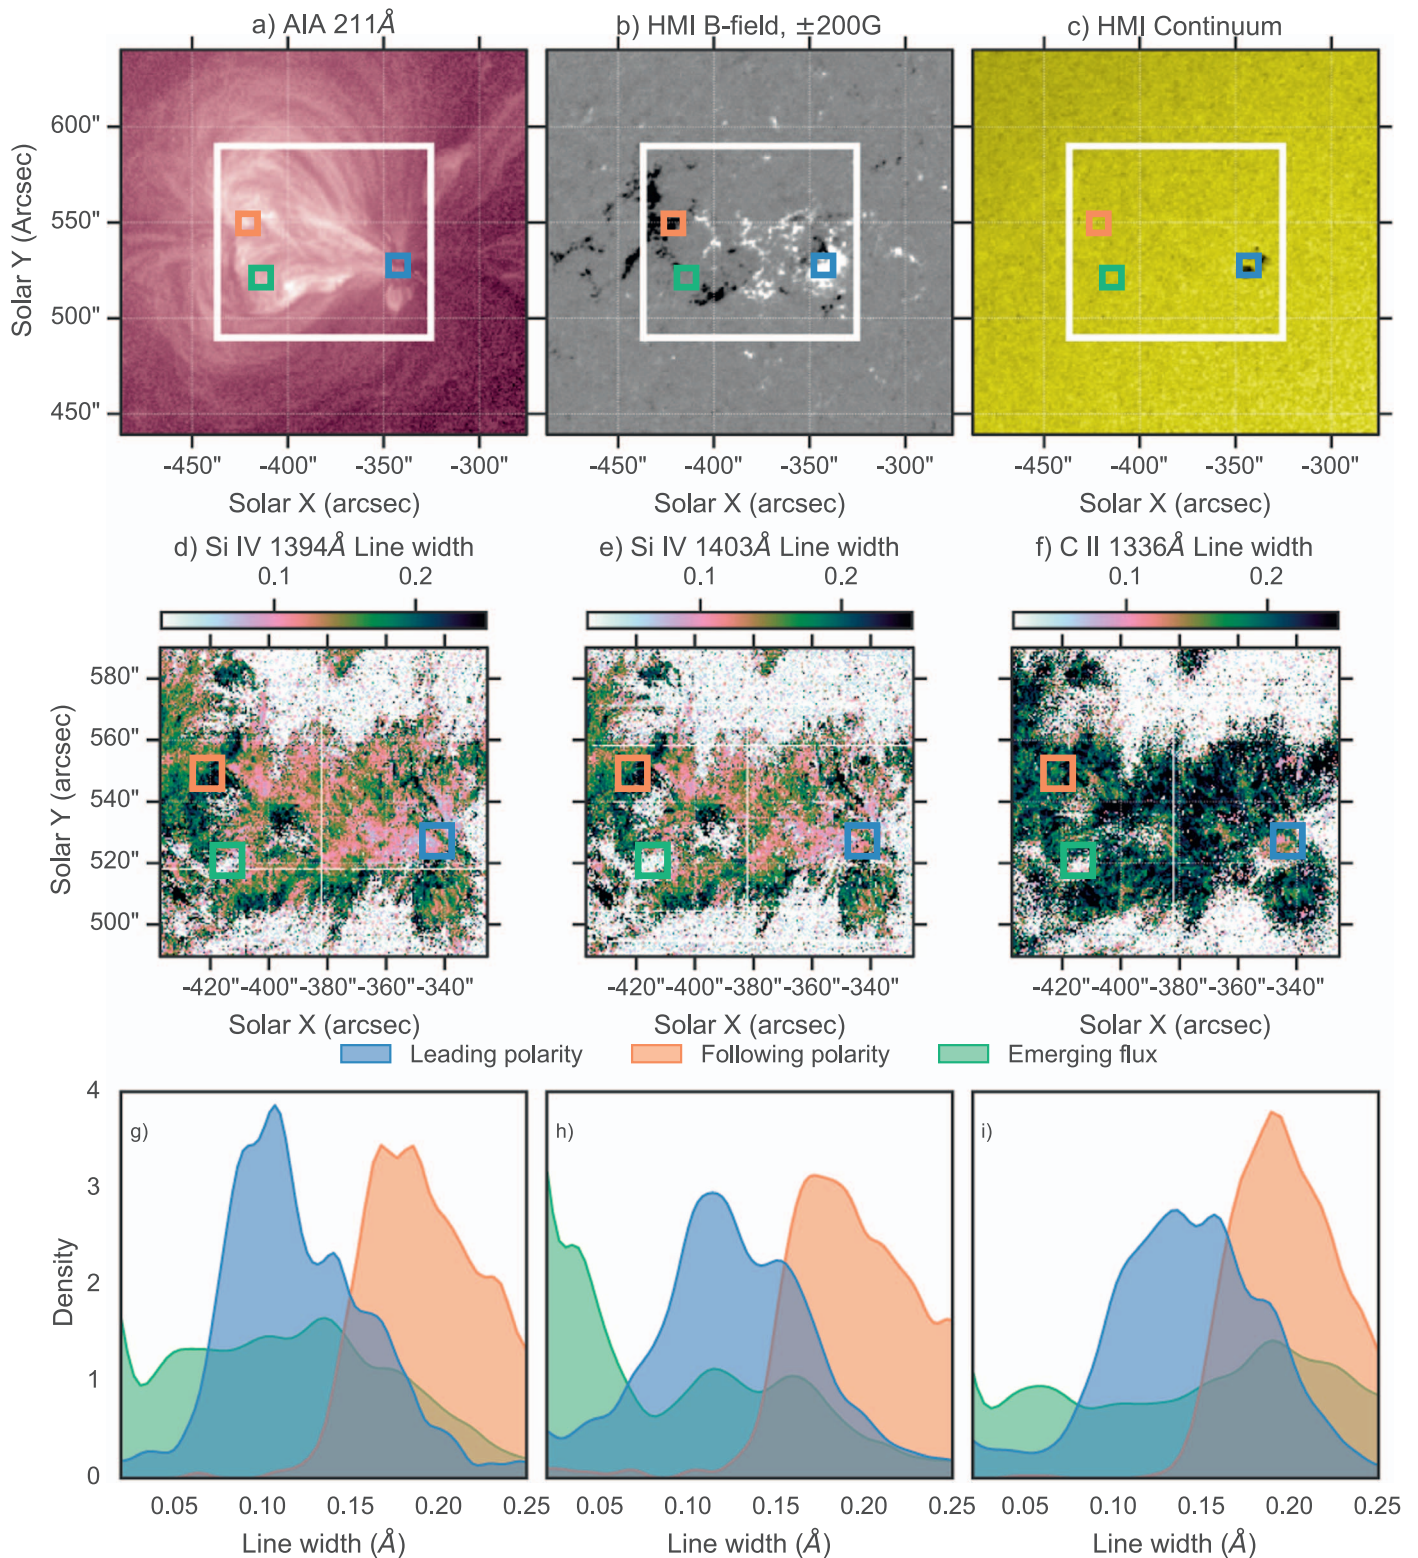 a) AIA 211Å
b) HMI B-field, ±200G
c) HMI Continuum
600"
550"
500"
450"
Solar Y (Arcsec)
-450" -400" -350" -300"
-450" -400" -350" -300"
-450" -400" -350" -300"
Solar X (arcsec)
Solar X (arcsec)
Solar X (arcsec)
d) Si IV 1394Å Line width
e) Si IV 1403Å Line width
f) C II 1336Å Line width
0.1 0.2
0.1 0.2
0.1 0.2
580"
560"
540"
520"
500"
Solar Y (arcsec)
-420"-400"-380"-360"-340"
-420"-400"-380"-360"-340"
-420"-400"-380"-360"-340"
Solar X (arcsec)
Solar X (arcsec)
Solar X (arcsec)
Leading polarity
Following polarity
Emerging flux
g)
h)
i)
4
3
2
1
0
Density
0.05 0.10 0.15 0.20 0.25
0.05 0.10 0.15 0.20 0.25
0.05 0.10 0.15 0.20 0.25
Line width (Å)
Line width (Å)
Line width (Å)